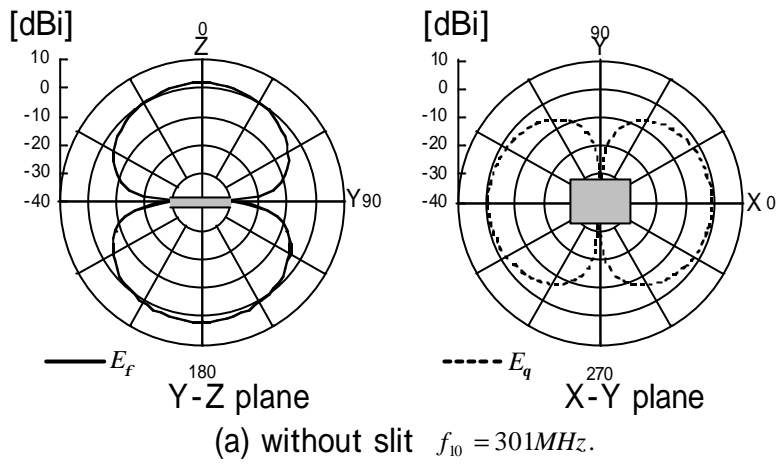 [dBi]
0
Z
10
0
-10
-20
-30
-40
Y 90
180
E_f
Y-Z plane
[dBi]
90
Y
10
0
-10
-20
-30
-40
X 0
270
E_q
X-Y plane
(a) without slit f_10 = 301MHz.